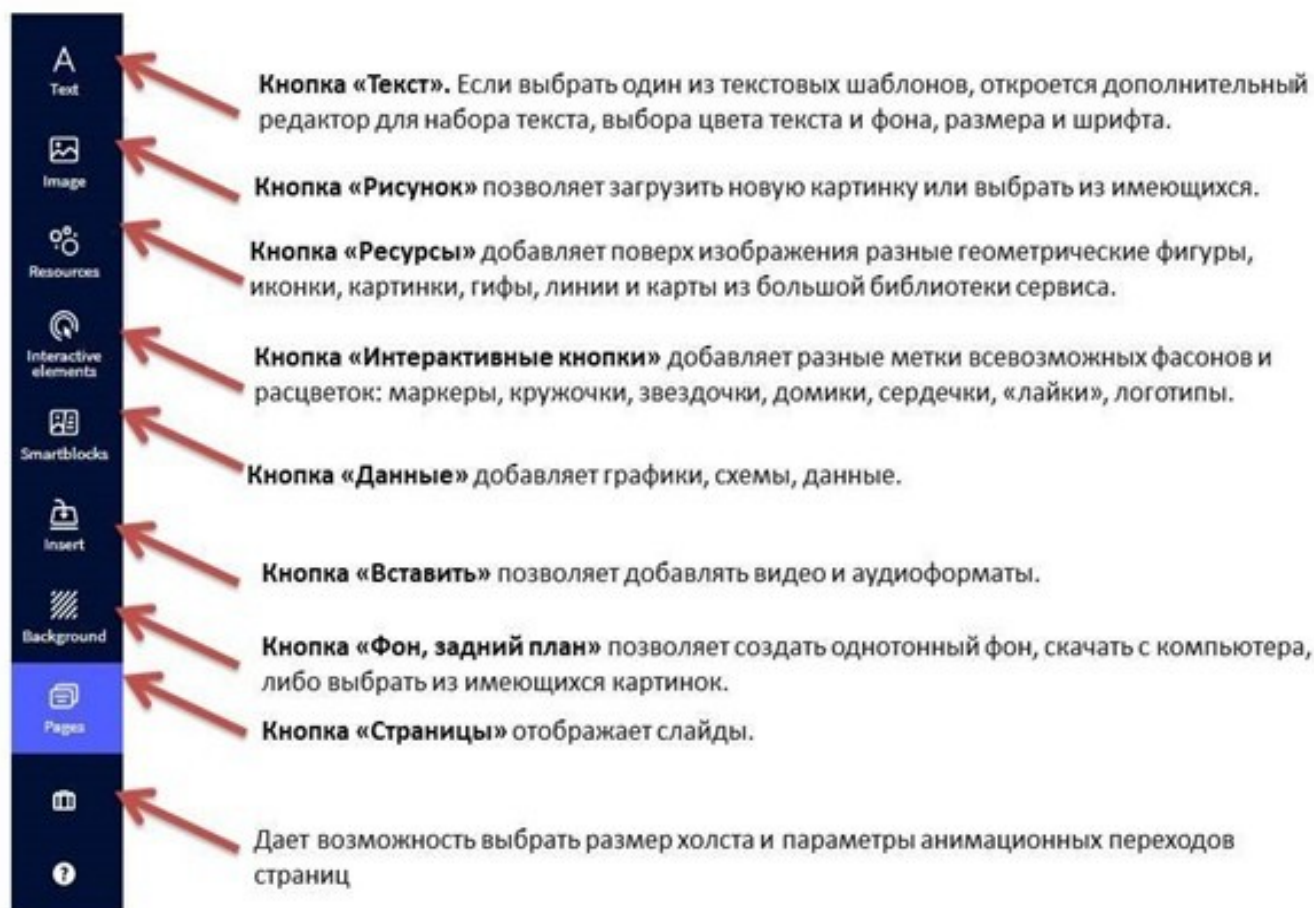 Text
Кнопка «Текст». Если выбрать один из текстовых шаблонов, откроется дополнительный
редактор для набора текста, выбора цвета текста и фона, размера и шрифта.
Image
Кнопка «Рисунок» позволяет загрузить новую картинку или выбрать из имеющихся.
Resources
Кнопка «Ресурсы» добавляет поверх изображения разные геометрические фигуры,
иконки, картинки, гифы, линии и карты из большой библиотеки сервиса.
Interactive
elements
Кнопка «Интерактивные кнопки» добавляет разные метки всевозможных фасонов и
расцветок: маркеры, кружочки, звездочки, домики, сердечки, «лайки», логотипы.
Smartblocks
Кнопка «Данные» добавляет графики, схемы, данные.
Insert
Кнопка «Вставить» позволяет добавлять видео и аудиоформаты.
Background
Кнопка «Фон, задний план» позволяет создать однотонный фон, скачать с компьютера,
либо выбрать из имеющихся картинок.
Pages
Кнопка «Страницы» отображает слайды.
Дает возможность выбрать размер холста и параметры анимационных переходов
страниц